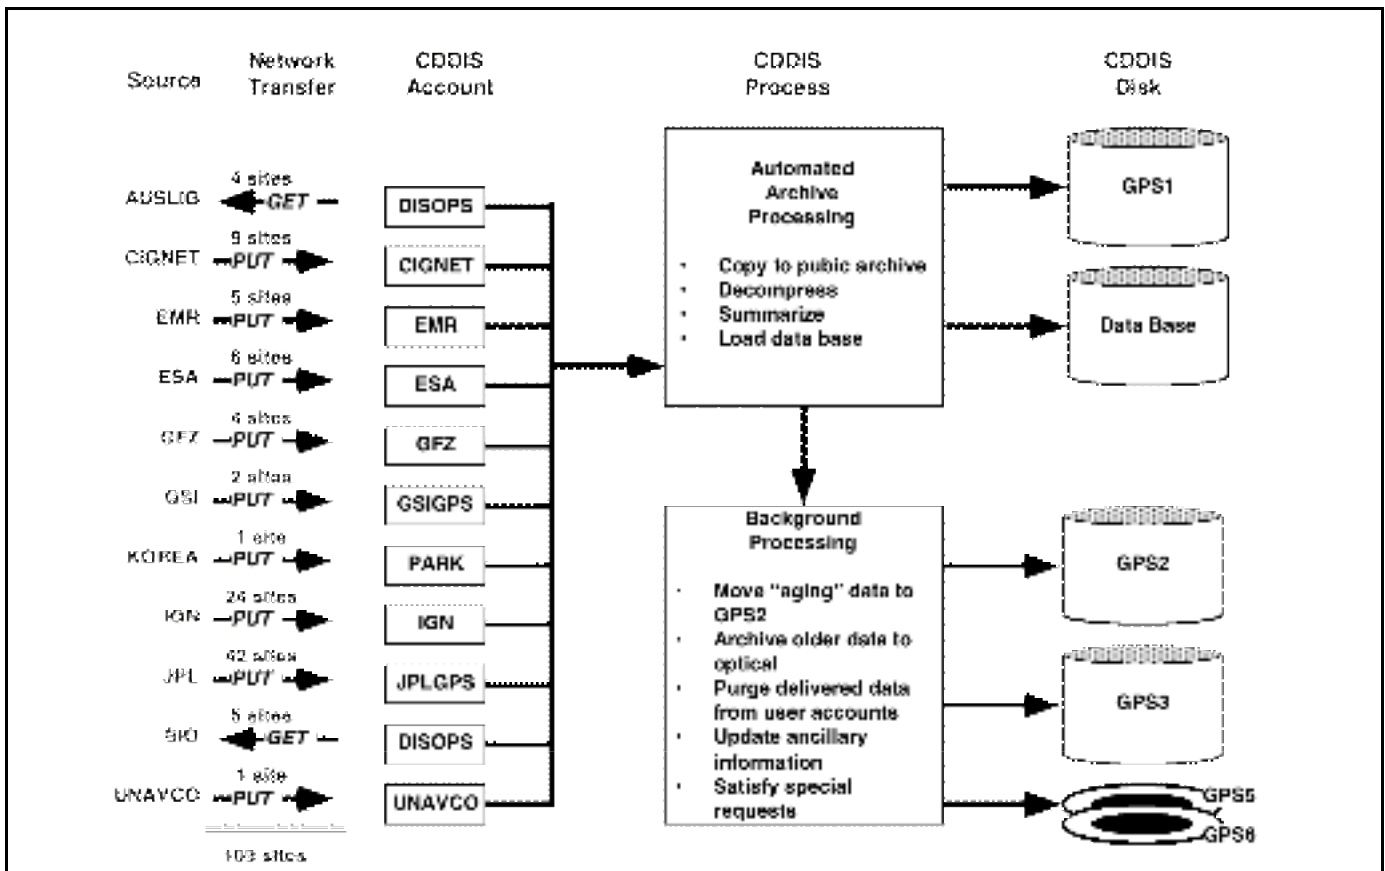 Source
Network
Transfer
CDDIS
Account
CDDIS
Process
CDDIS
Disk
AUSLIG
4 sites
GET
DISOPS
CIGNET
9 sites
PUT
CIGNET
EMR
5 sites
PUT
EMR
ESA
6 sites
PUT
ESA
GFZ
4 sites
PUT
GFZ
GSI
2 sites
PUT
GSIGPS
KOREA
1 site
PUT
PARK
IGN
24 sites
PUT
IGN
JPL
42 sites
PUT
JPLGPS
SIO
5 sites
GET
DISOPS
UNAVCO
1 site
PUT
UNAVCO
103 sites
Automated
Archive
Processing
• Copy to pubic archive
• Decompress
• Summarize
• Load data base
GPS1
Data Base
Background
Processing
• Move “aging” data to
GPS2
• Archive older data to
optical
• Purge delivered data
from user accounts
• Update ancillary
information
• Satisfy special
requests
GPS2
GPS3
GPS5
GPS6